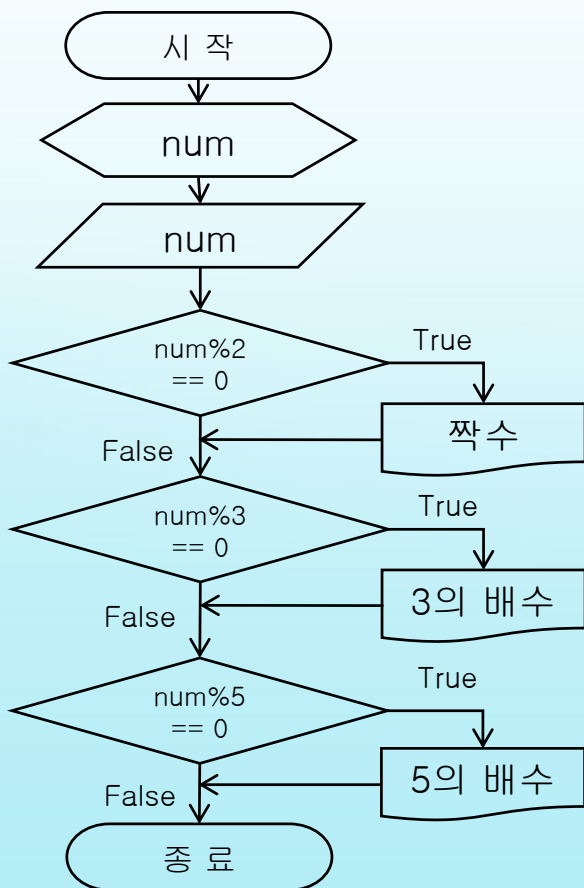 시 작
num
num
num%2
== 0
True
짝수
False
num%3
== 0
True
3의 배수
False
num%5
== 0
True
5의 배수
False
종 료